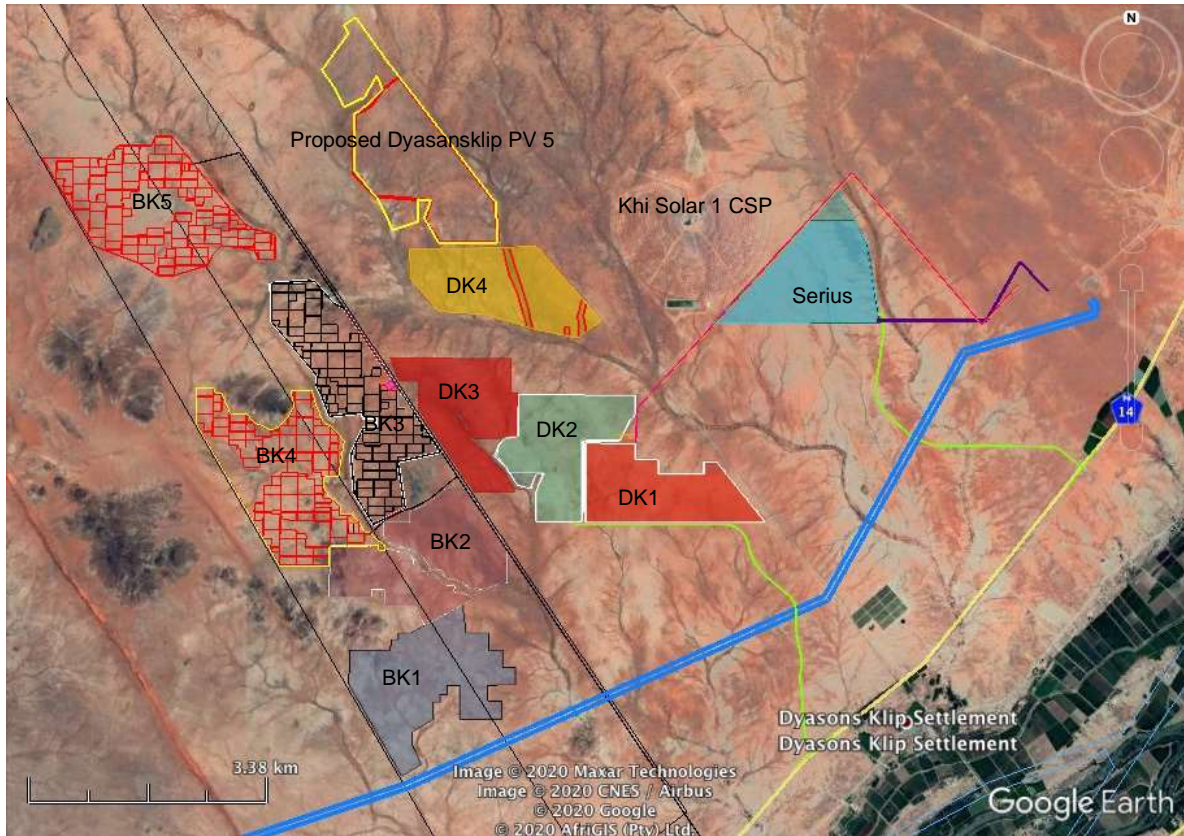 N
Proposed Dyasansklip PV 5
BK5
Khi Solar 1 CSP
DK4
Serius
DK3
14
BK3
DK2
BK4
DK1
BK2
BK1
Dyasons Klip Settlement
Dyasons Klip Settlement
3.38 km
Image © 2020 Maxar Technologies
Image © 2020 CNES / Airbus
© 2020 Google
© 2020 AfriGIS (Pty) Ltd.
Google Earth